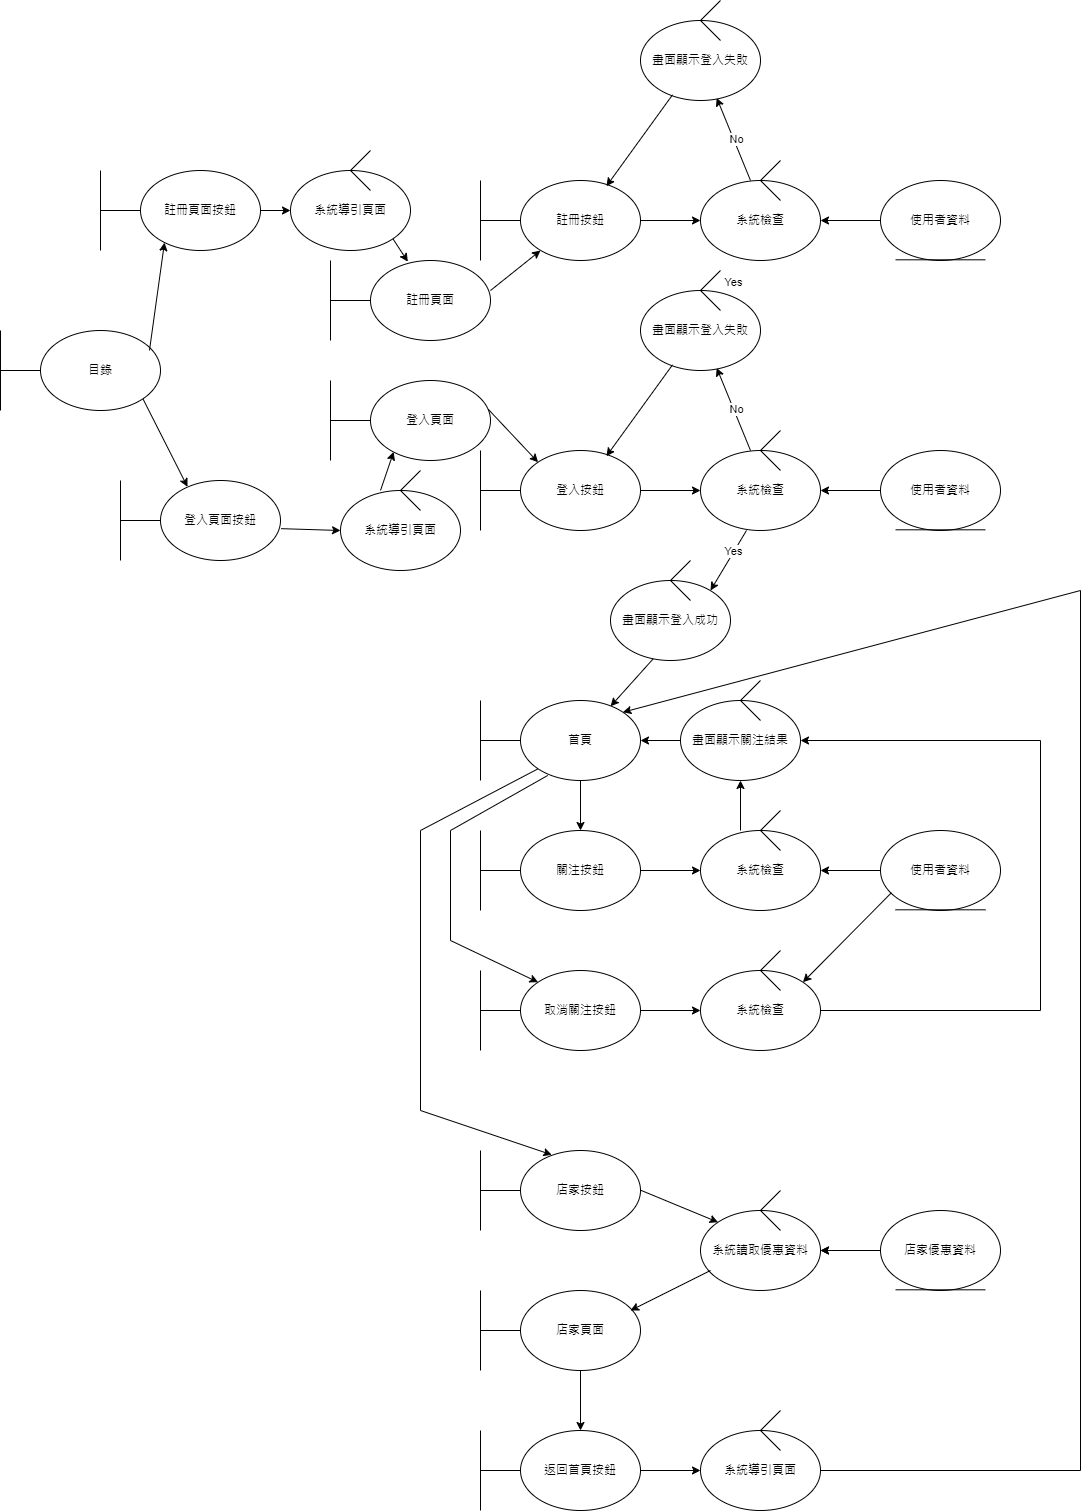 畫面顯示登入失敗
No
註冊頁面按鈕
系統導引頁面
註冊按鈕
系統檢查
使用者資料
註冊頁面
Yes
畫面顯示登入失敗
目錄
No
登入頁面
登入按鈕
系統檢查
使用者資料
登入頁面按鈕
系統導引頁面
Yes
畫面顯示登入成功
首頁
畫面顯示關注結果
關注按鈕
系統檢查
使用者資料
取消關注按鈕
系統檢查
店家按鈕
系統讀取優惠資料
店家優惠資料
店家頁面
返回首頁按鈕
系統導引頁面